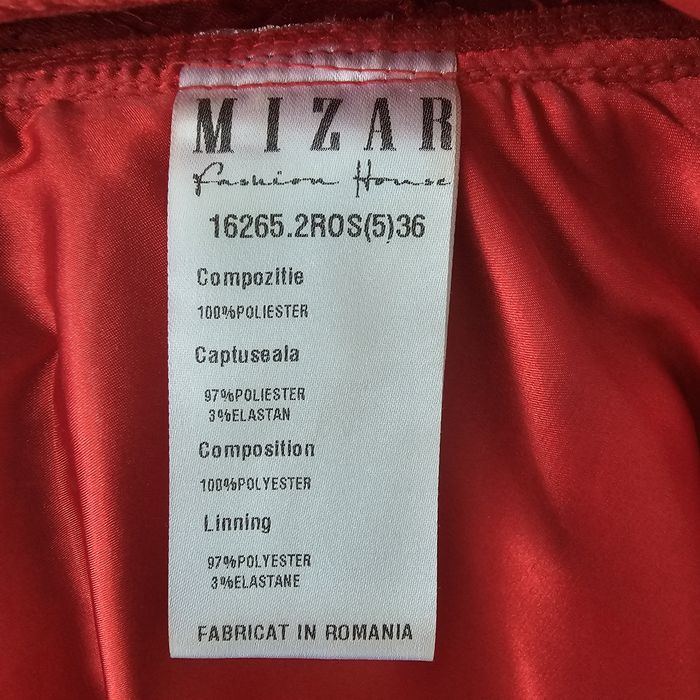 MIZAR
Fashion House
16265.2ROS(5)36
Compozitie
100%POLIESTER
Captuseala
97%POLIESTER
3%ELASTAN
Composition
100%POLYESTER
Linning
97%POLYESTER
3%ELASTANE
FABRICAT IN ROMANIA